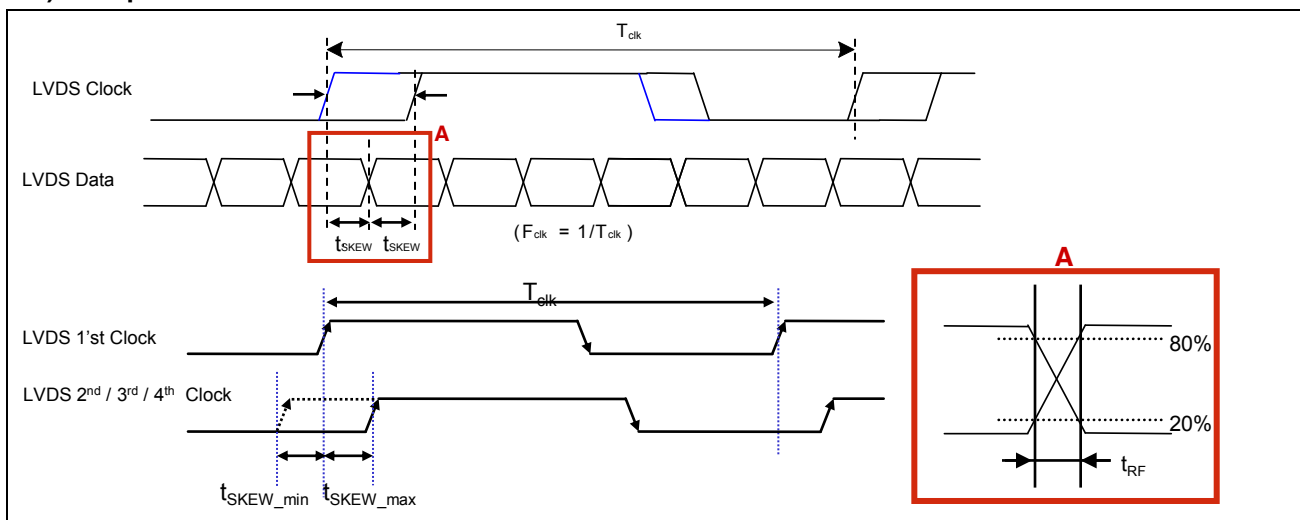 Tclk
LVDS Clock
A
LVDS Data
tSKEW tSKEW
(Fclk = 1/Tclk)
A
Tclk
LVDS 1'st Clock
80%
LVDS 2nd / 3rd / 4th Clock
20%
tRF
tSKEW_min tSKEW_max